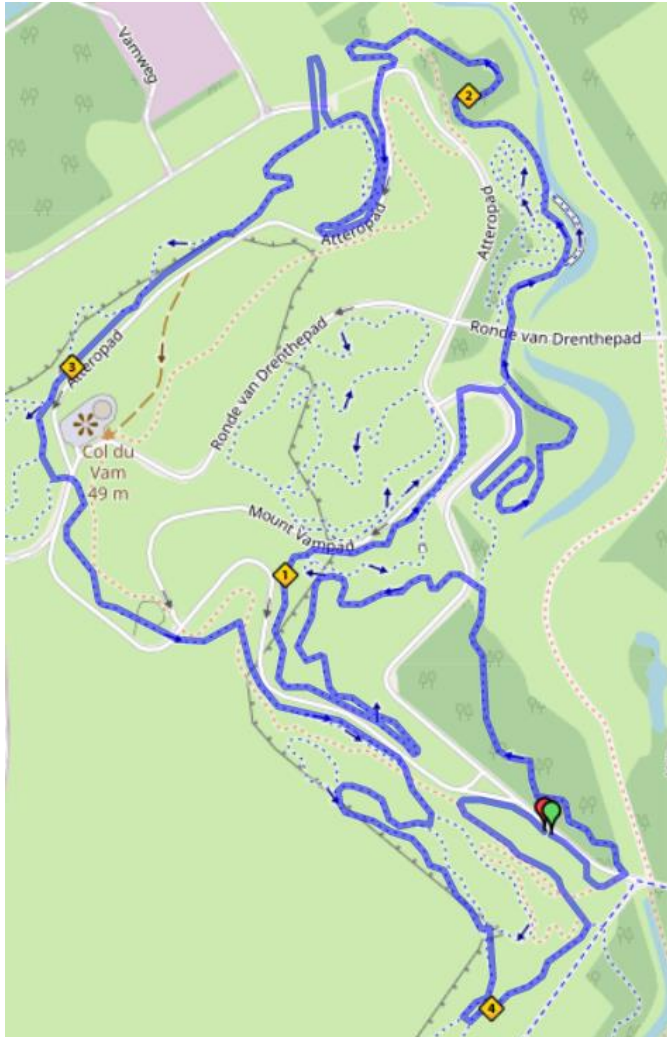 Vamweg
2
Atteropad
Atteropad
Ronde van Drenthepad
Ronde van Drenthepad
3
Atteropad
Col du
Vam
49 m
Mount Vampad
1
4